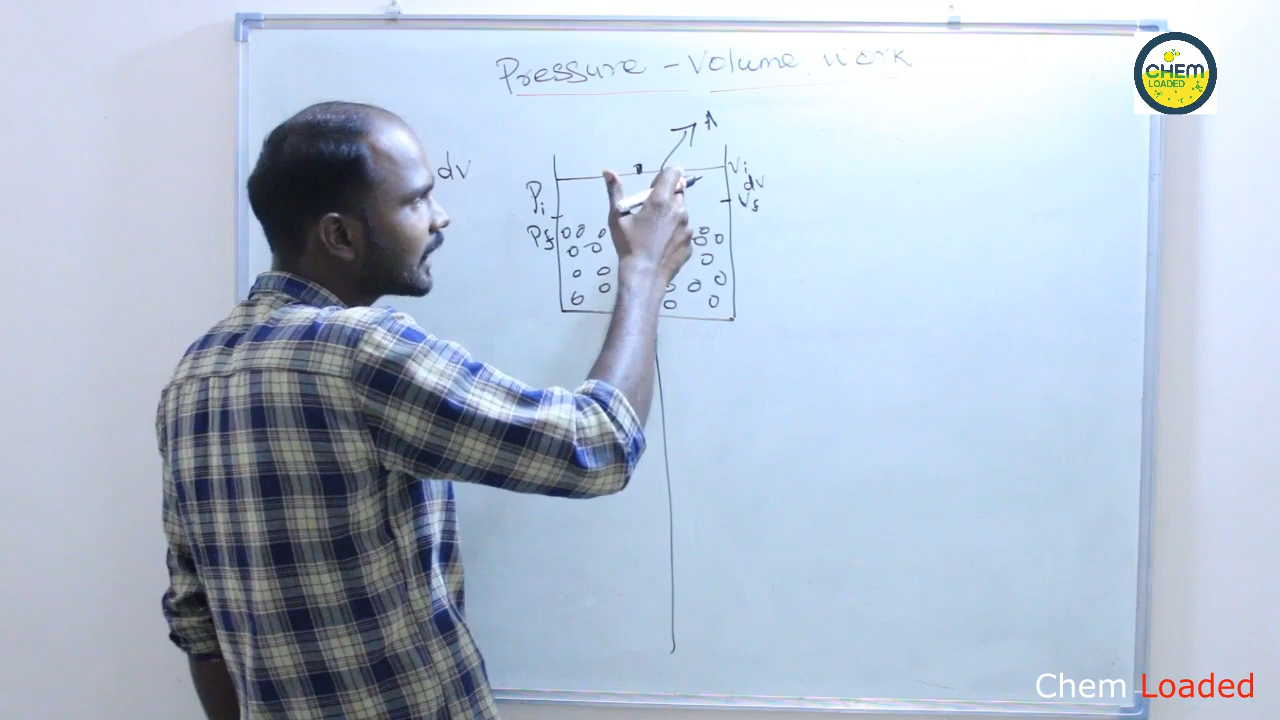 Pressure - Volume work
CHEM
LOADED
A
dv
Pi
Vi
dv
Vf
Pf
Chem Loaded